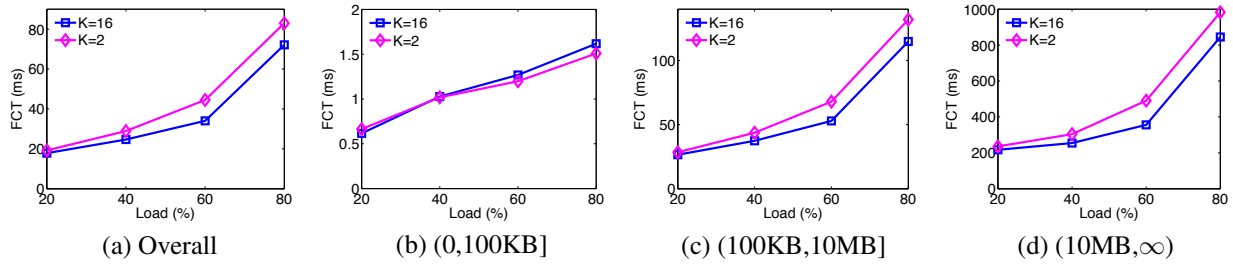 FCT (ms)
80
60
40
20
0
K=16
K=2
20 40 60 80
Load (%)
(a) Overall
FCT (ms)
2
1.5
1
0.5
0
K=16
K=2
20 40 60 80
Load (%)
(b) (0,100KB]
FCT (ms)
100
50
0
K=16
K=2
20 40 60 80
Load (%)
(c) (100KB,10MB]
FCT (ms)
1000
800
600
400
200
0
K=16
K=2
20 40 60 80
Load (%)
(d) (10MB,∞)